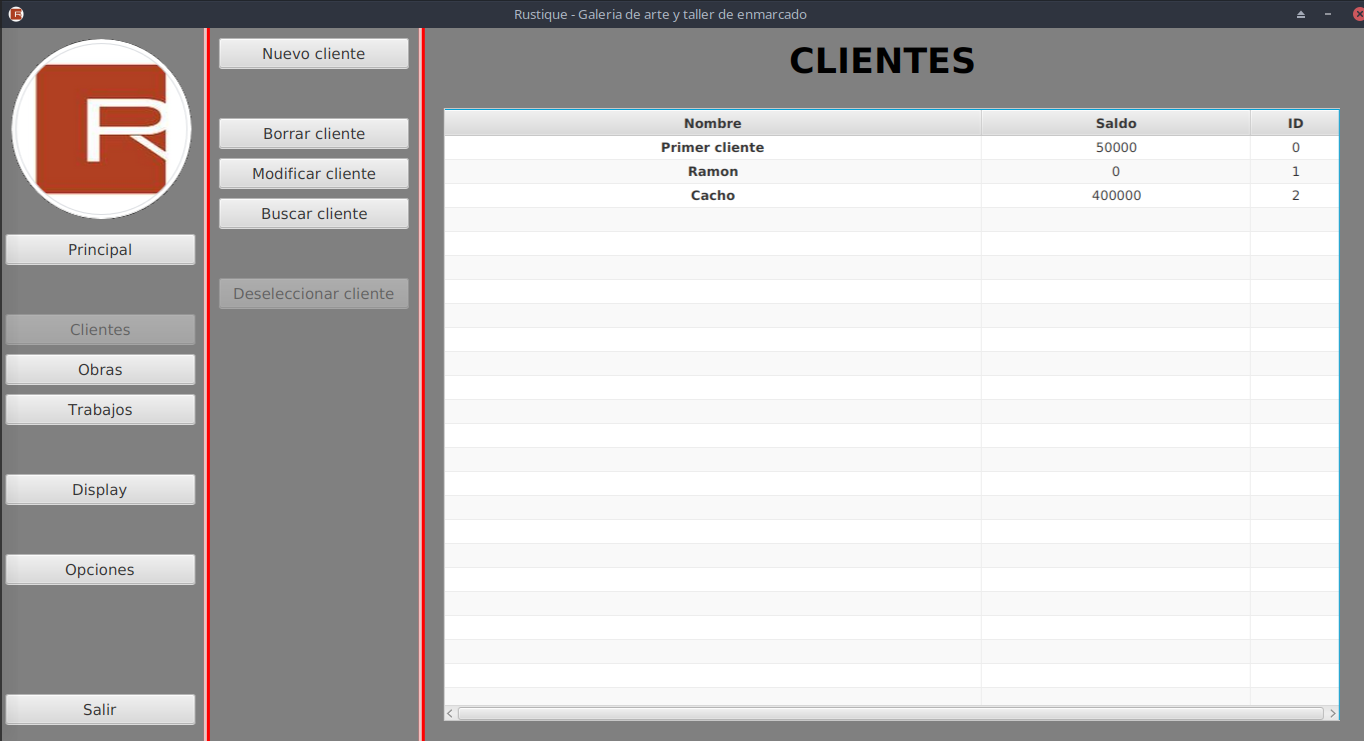 Rustique - Galeria de arte y taller de enmarcado
R
Principal
Clientes
Obras
Trabajos
Display
Opciones
Salir
Nuevo cliente
Borrar cliente
Modificar cliente
Buscar cliente
Deseleccionar cliente
CLIENTES
Nombre Saldo ID
Primer cliente 50000 0
Ramon 0 1
Cacho 400000 2